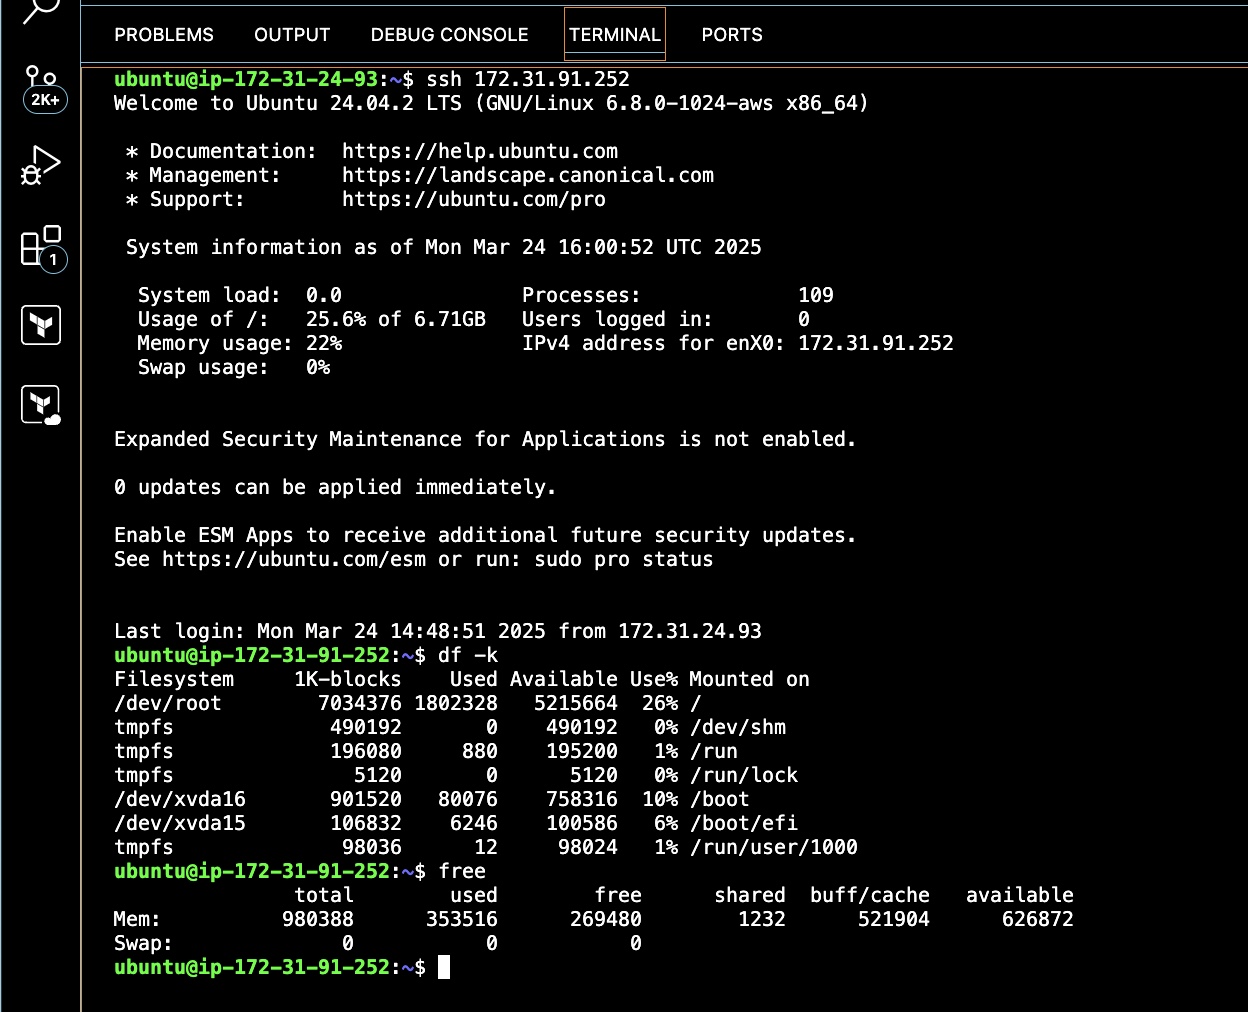 PROBLEMS OUTPUT DEBUG CONSOLE TERMINAL PORTS
2K+
1
ubuntu@ip-172-31-24-93:~$ ssh 172.31.91.252
Welcome to Ubuntu 24.04.2 LTS (GNU/Linux 6.8.0-1024-aws x86_64)
* Documentation:  https://help.ubuntu.com
* Management:     https://landscape.canonical.com
* Support:        https://ubuntu.com/pro
System information as of Mon Mar 24 16:00:52 UTC 2025
System load:  0.0               Processes:             109
Usage of /:   25.6% of 6.71GB   Users logged in:       0
Memory usage: 22%               IPv4 address for enX0: 172.31.91.252
Swap usage:   0%
Expanded Security Maintenance for Applications is not enabled.
0 updates can be applied immediately.
Enable ESM Apps to receive additional future security updates.
See https://ubuntu.com/esm or run: sudo pro status
Last login: Mon Mar 24 14:48:51 2025 from 172.31.24.93
ubuntu@ip-172-31-91-252:~$ df -k
Filesystem     1K-blocks    Used Available Use% Mounted on
/dev/root        7034376 1802328   5215664  26% /
tmpfs             490192       0    490192   0% /dev/shm
tmpfs             196080     880    195200   1% /run
tmpfs               5120       0      5120   0% /run/lock
/dev/xvda16       901520   80076    758316  10% /boot
/dev/xvda15       106832    6246    100586   6% /boot/efi
tmpfs              98036      12     98024   1% /run/user/1000
ubuntu@ip-172-31-91-252:~$ free
               total        used        free      shared  buff/cache   available
Mem:          980388      353516      269480        1232      521904      626872
Swap:              0           0           0
ubuntu@ip-172-31-91-252:~$